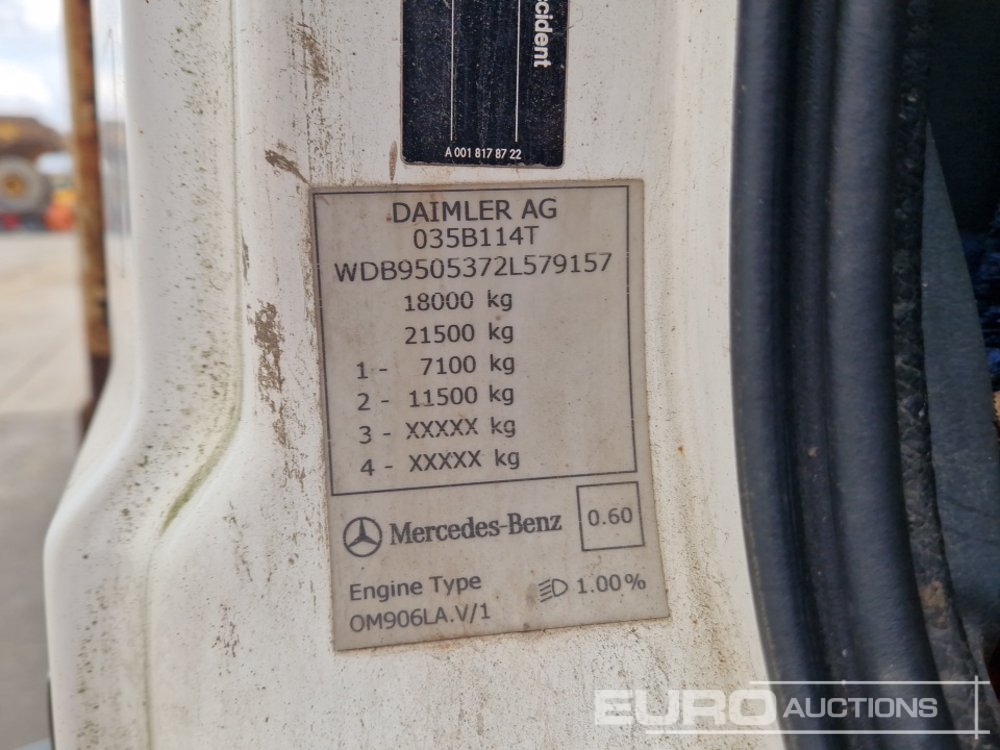 ccident
A 001 817 87 22
DAIMLER AG
035B114T
WDB9505372L579157
18000 kg
21500 kg
1 - 7100 kg
2 - 11500 kg
3 - XXXXX kg
4 - XXXXX kg
Mercedes-Benz 0.60
Engine Type 1.00%
OM906LA.V/1
EURO AUCTIONS